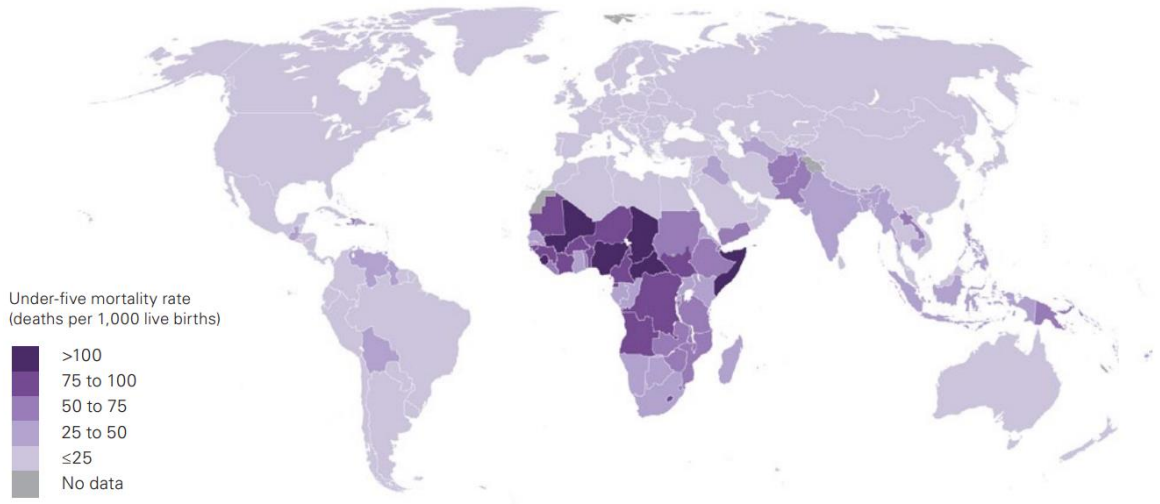 Under-five mortality rate
(deaths per 1,000 live births)
>100
75 to 100
50 to 75
25 to 50
≤25
No data